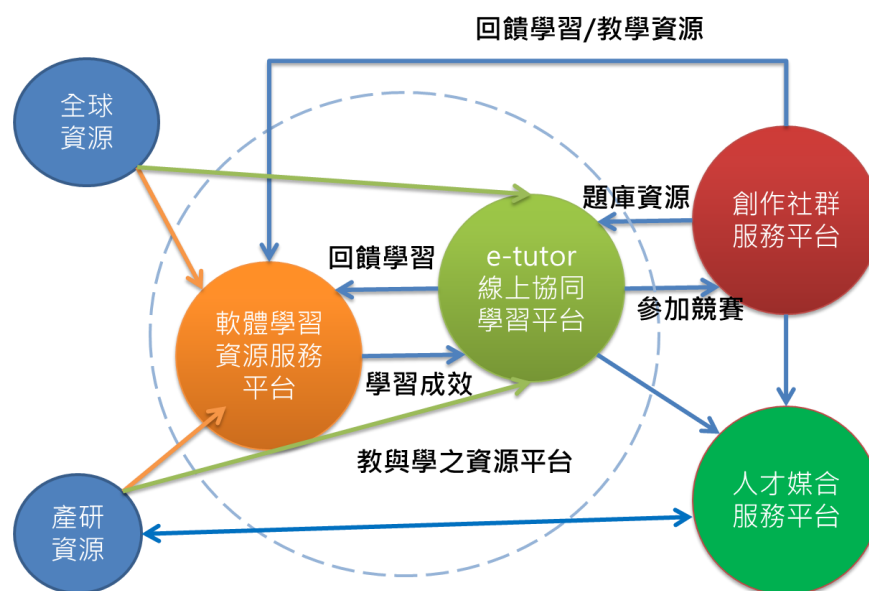 回饋學習/教學資源
全球
資源
題庫資源
創作社群
服務平台
回饋學習
e-tutor
線上協同
學習平台
參加競賽
軟體學習
資源服務
平台
學習成效
教與學之資源平台
人才媒合
服務平台
產研
資源